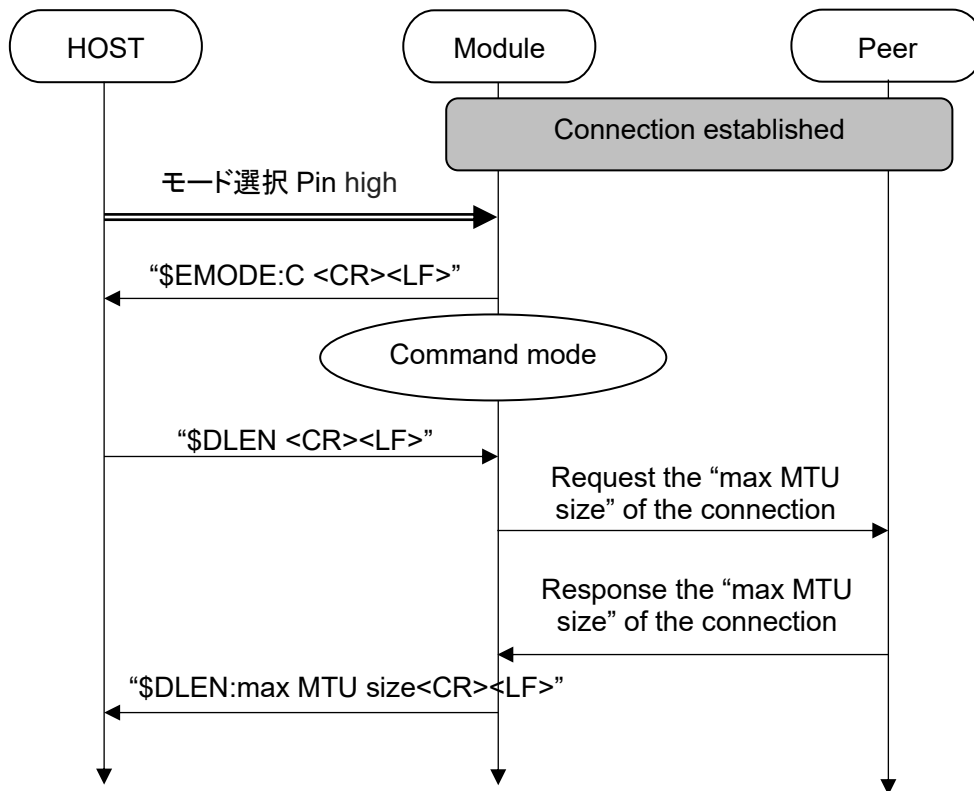 HOST
Module
Peer
Connection established
モード選択 Pin high
“$EMODE:C <CR><LF>”
Command mode
“$DLEN <CR><LF>”
Request the “max MTU
size” of the connection
Response the “max MTU
size” of the connection
“$DLEN:max MTU size<CR><LF>”